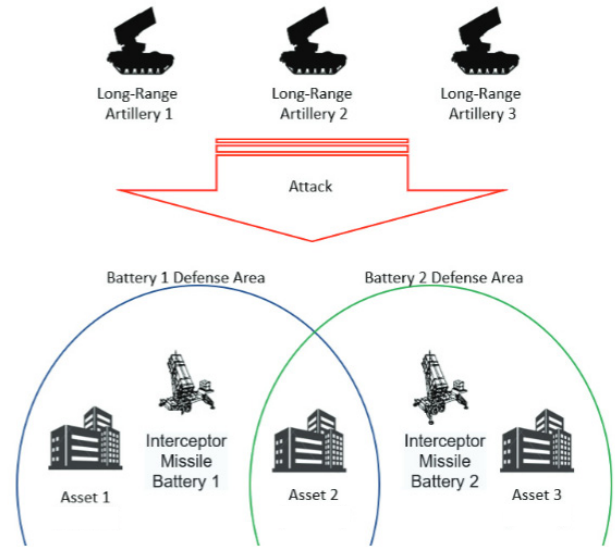 Long-Range
Artillery 1
Long-Range
Artillery 2
Long-Range
Artillery 3
Attack
Battery 1 Defense Area
Battery 2 Defense Area
Interceptor
Missile
Battery 1
Interceptor
Missile
Battery 2
Asset 1
Asset 2
Asset 3